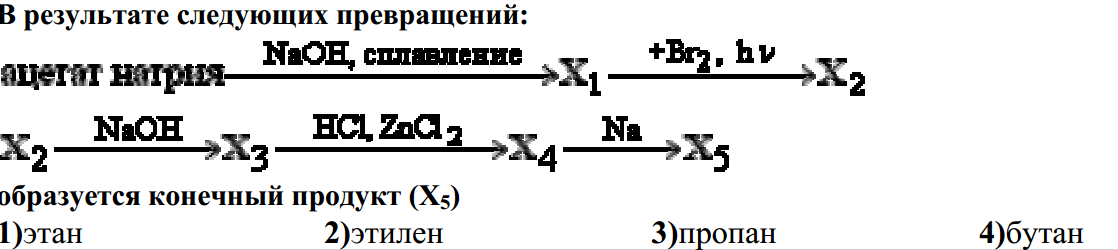 В результате следующих превращений:
ацетат натрия NaOH, сплавление → X₁ +Br₂, hν → X₂
X₂ NaOH → X₃ HCl, ZnCl₂ → X₄ Na → X₅
образуется конечный продукт (X₅)
1)этан 2)этилен 3)пропан 4)бутан